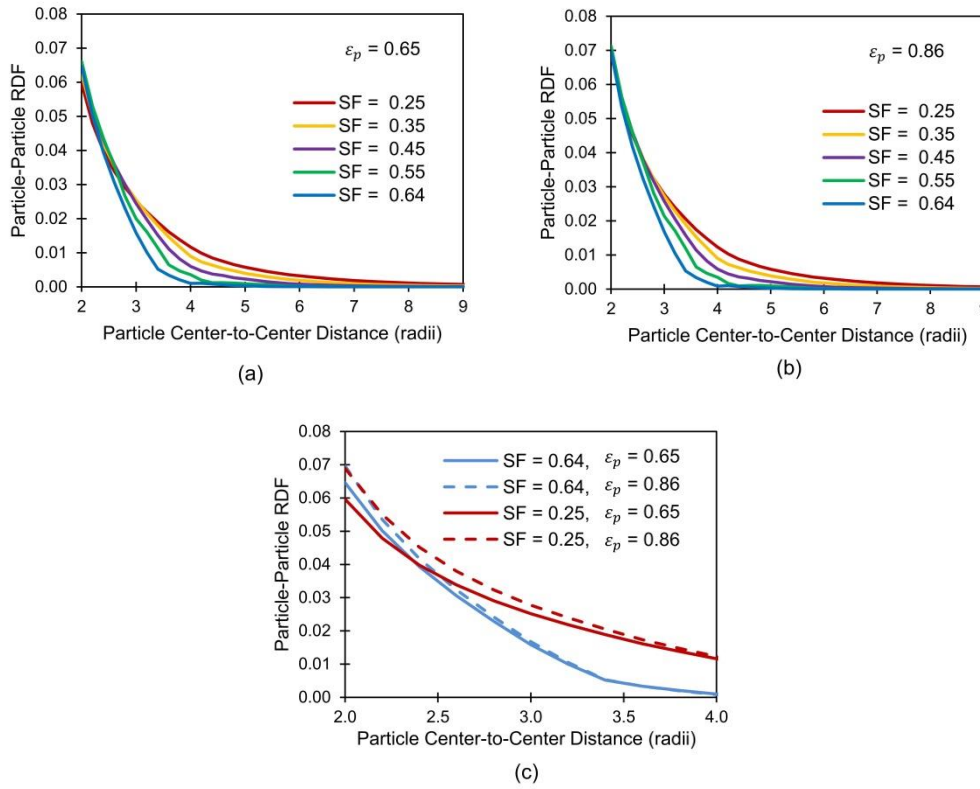 0.08
0.07
0.06
0.05
0.04
0.03
0.02
0.01
0.00
Particle-Particle RDF
εₚ = 0.65
SF = 0.25
SF = 0.35
SF = 0.45
SF = 0.55
SF = 0.64
2 3 4 5 6 7 8 9
Particle Center-to-Center Distance (radii)
(a)
0.08
0.07
0.06
0.05
0.04
0.03
0.02
0.01
0.00
Particle-Particle RDF
εₚ = 0.86
SF = 0.25
SF = 0.35
SF = 0.45
SF = 0.55
SF = 0.64
2 3 4 5 6 7 8
Particle Center-to-Center Distance (radii)
(b)
0.08
0.07
0.06
0.05
0.04
0.03
0.02
0.01
0.00
Particle-Particle RDF
SF = 0.64, εₚ = 0.65
SF = 0.64, εₚ = 0.86
SF = 0.25, εₚ = 0.65
SF = 0.25, εₚ = 0.86
2.0 2.5 3.0 3.5 4.0
Particle Center-to-Center Distance (radii)
(c)